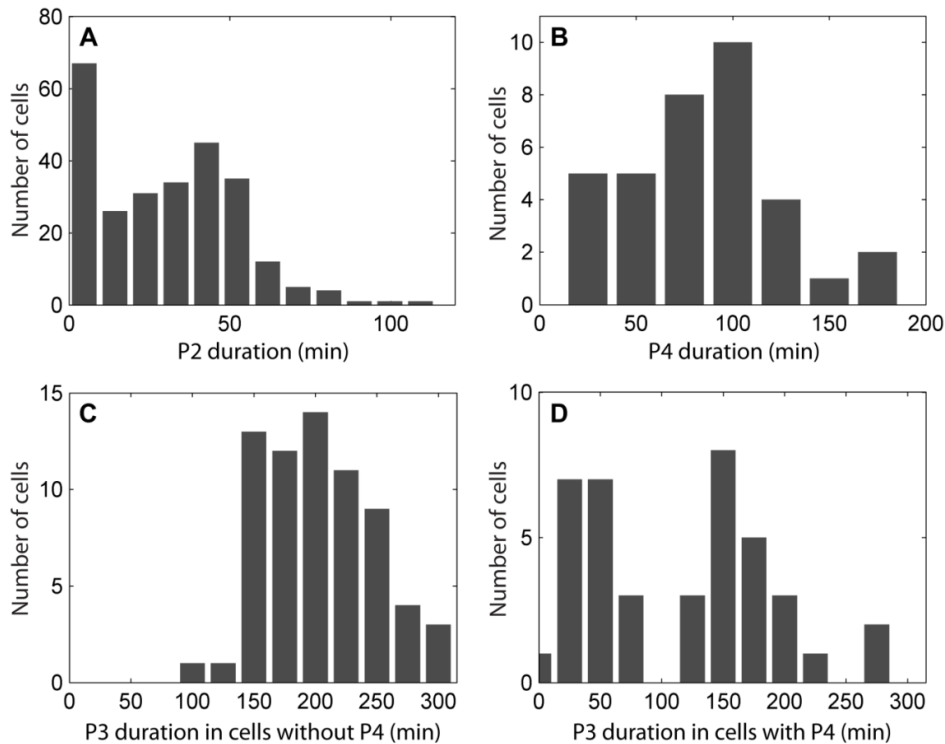 A
Number of cells
80
60
40
20
0
0 50 100
P2 duration (min)
B
Number of cells
10
8
6
4
2
0
0 50 100 150 200
P4 duration (min)
C
Number of cells
15
10
5
0
0 50 100 150 200 250 300
P3 duration in cells without P4 (min)
D
Number of cells
10
5
0
0 50 100 150 200 250 300
P3 duration in cells with P4 (min)